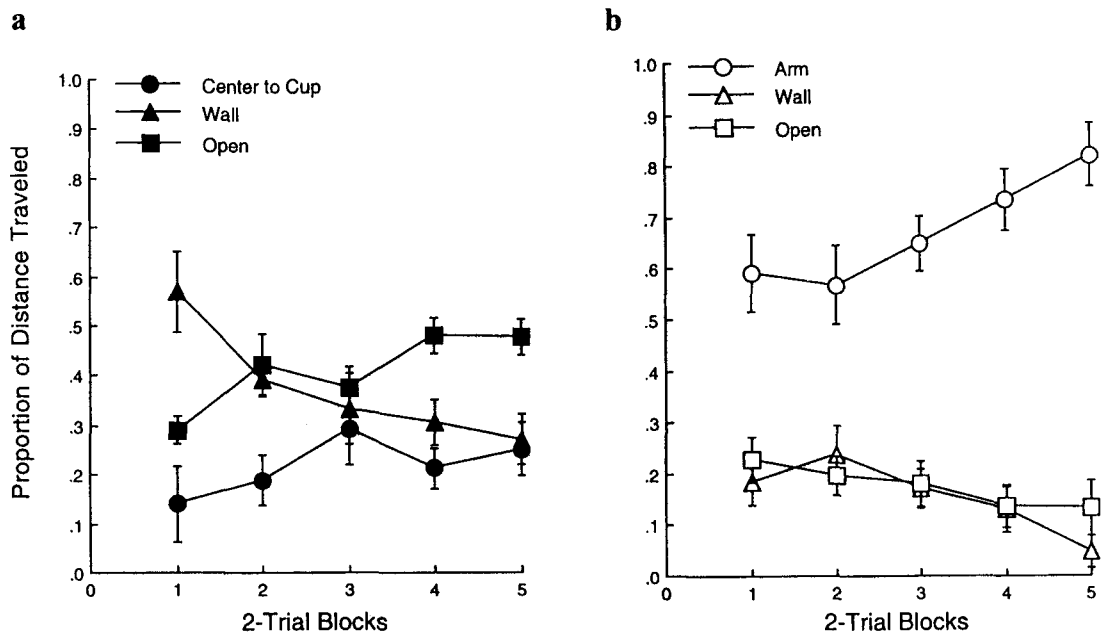 a
1.0
.9
.8
.7
.6
.5
.4
.3
.2
.1
.0
Proportion of Distance Traveled
Center to Cup
Wall
Open
0 1 2 3 4 5
2-Trial Blocks
b
1.0
.9
.8
.7
.6
.5
.4
.3
.2
.1
.0
Arm
Wall
Open
0 1 2 3 4 5
2-Trial Blocks